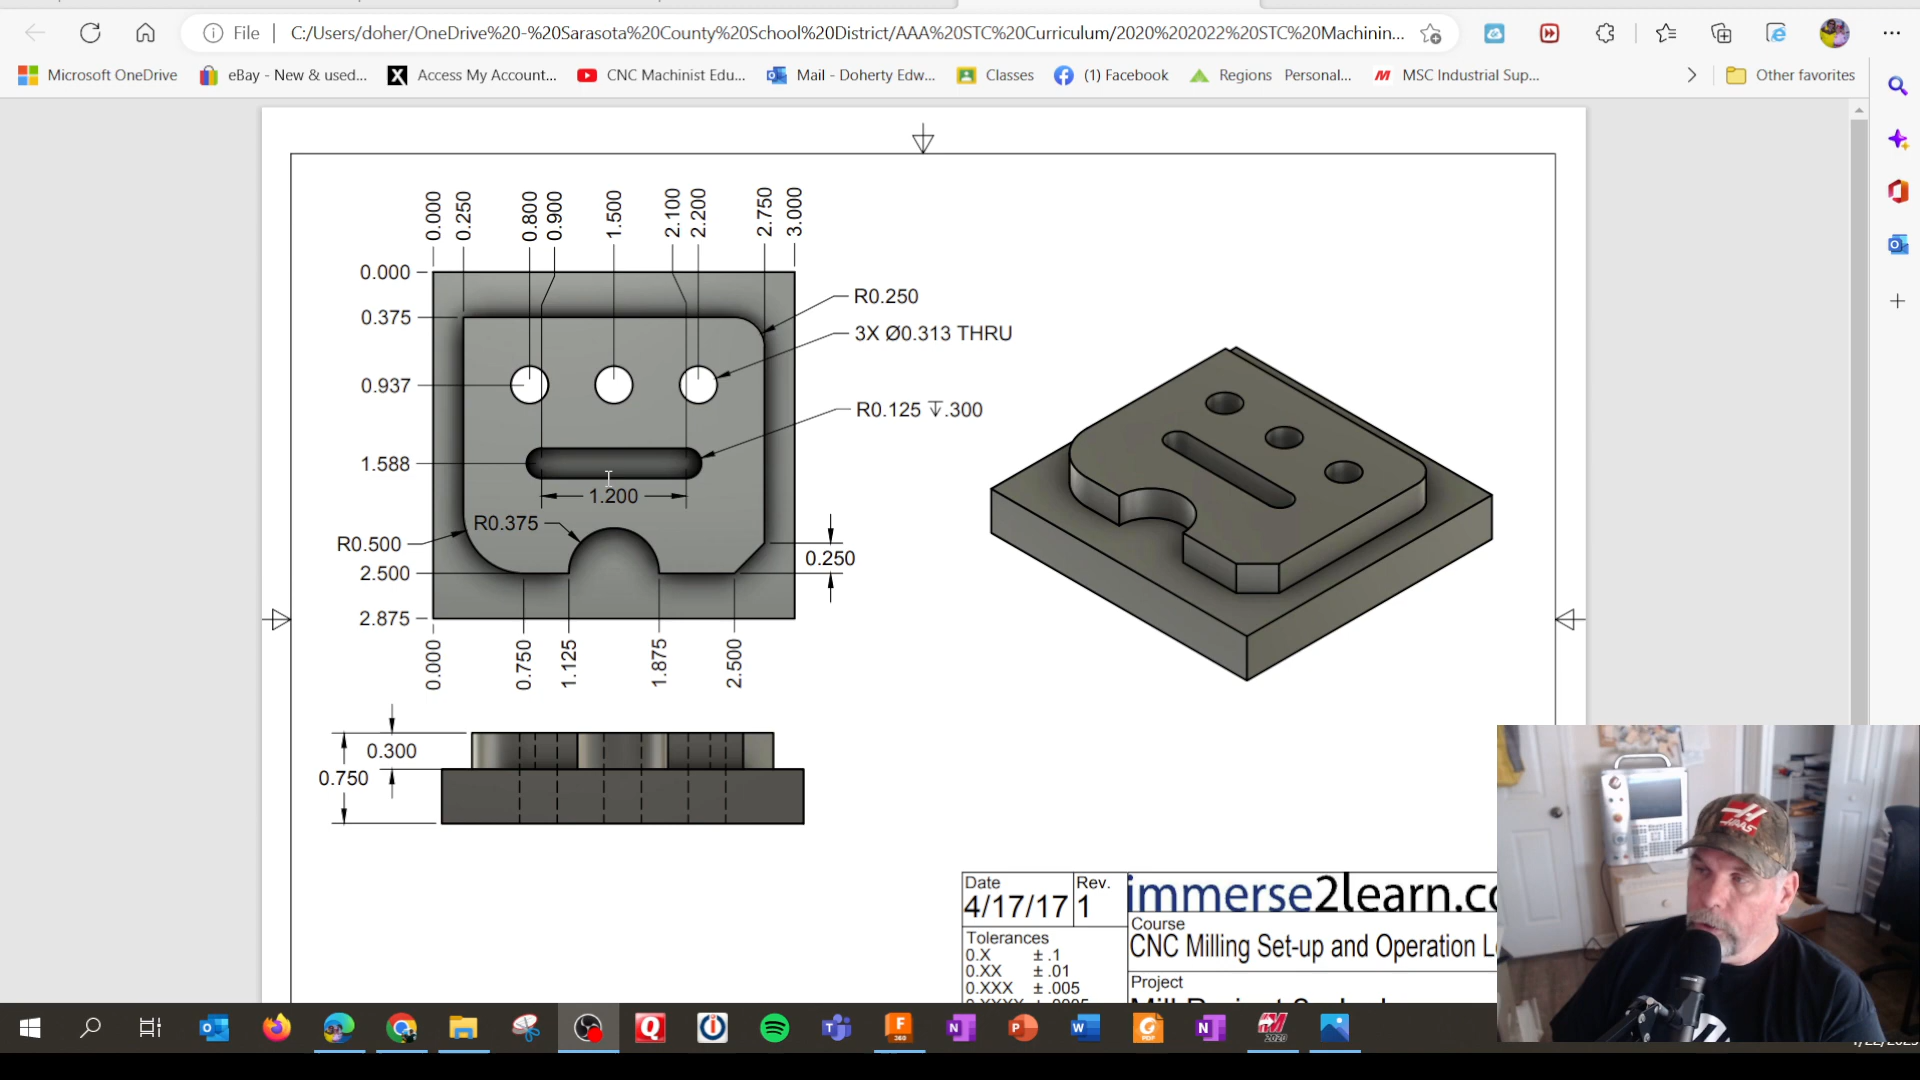 File
C:/Users/doher/OneDrive%20-%20Sarasota%20County%20School%20District/AAA%20STC%20Curriculum/2020%202022%20STC%20Machinin...
Microsoft OneDrive
eBay - New & used...
Access My Account...
CNC Machinist Edu...
Mail - Doherty Edw...
Classes
(1) Facebook
Regions Personal...
MSC Industrial Sup...
Other favorites
0.000
0.250
0.800
0.900
1.500
2.100
2.200
2.750
3.000
0.000
0.375
0.937
1.588
R0.500
2.500
2.875
R0.250
3X Ø0.313 THRU
R0.125 ↧.300
1.200
R0.375
0.250
0.000
0.750
1.125
1.875
2.500
0.300
0.750
Date
4/17/17
Rev.
1
immerse2learn.c
Course
CNC Milling Set-up and Operation L
Tolerances
0.X ± .1
0.XX ± .01
0.XXX ± .005
Project
HAAS